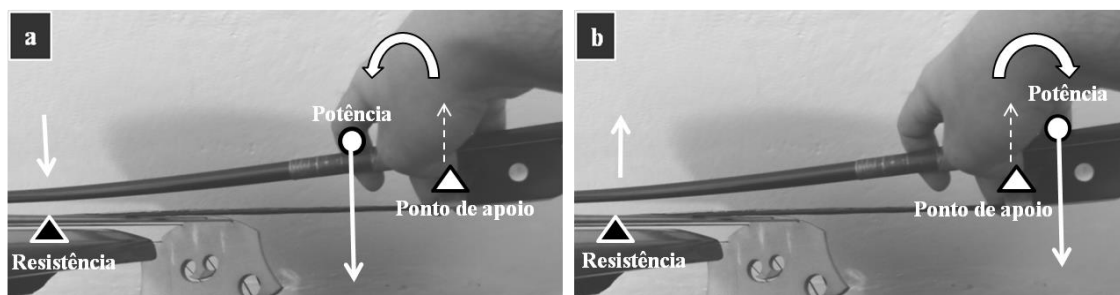 a
Potência
Ponto de apoio
Resistência
b
Potência
Ponto de apoio
Resistência